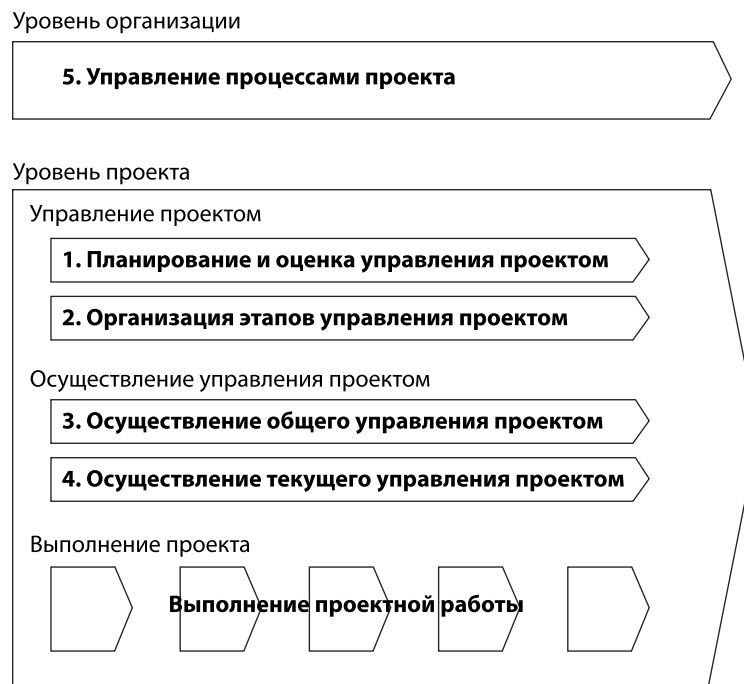 Уровень организации
5. Управление процессами проекта
Уровень проекта
Управление проектом
1. Планирование и оценка управления проектом
2. Организация этапов управления проектом
Осуществление управления проектом
3. Осуществление общего управления проектом
4. Осуществление текущего управления проектом
Выполнение проекта
Выполнение проектной работы